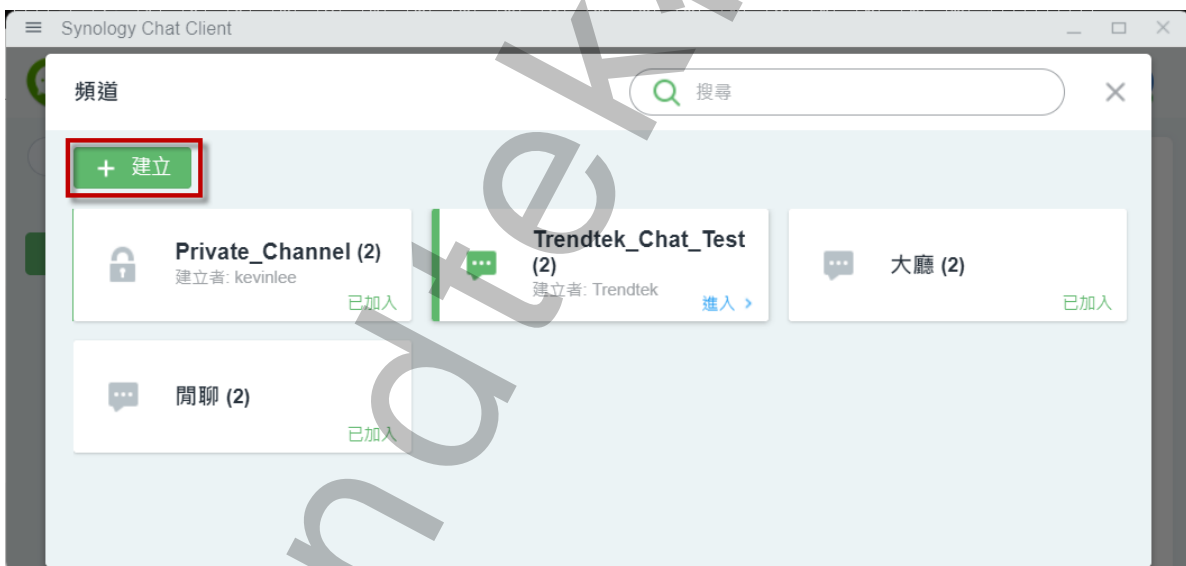 Synology Chat Client
頻道
搜尋
+ 建立
Private_Channel (2)
建立者: kevinlee
已加入
Trendtek_Chat_Test
(2)
建立者: Trendtek
進入 >
大廳 (2)
已加入
閒聊 (2)
已加入
ndtek